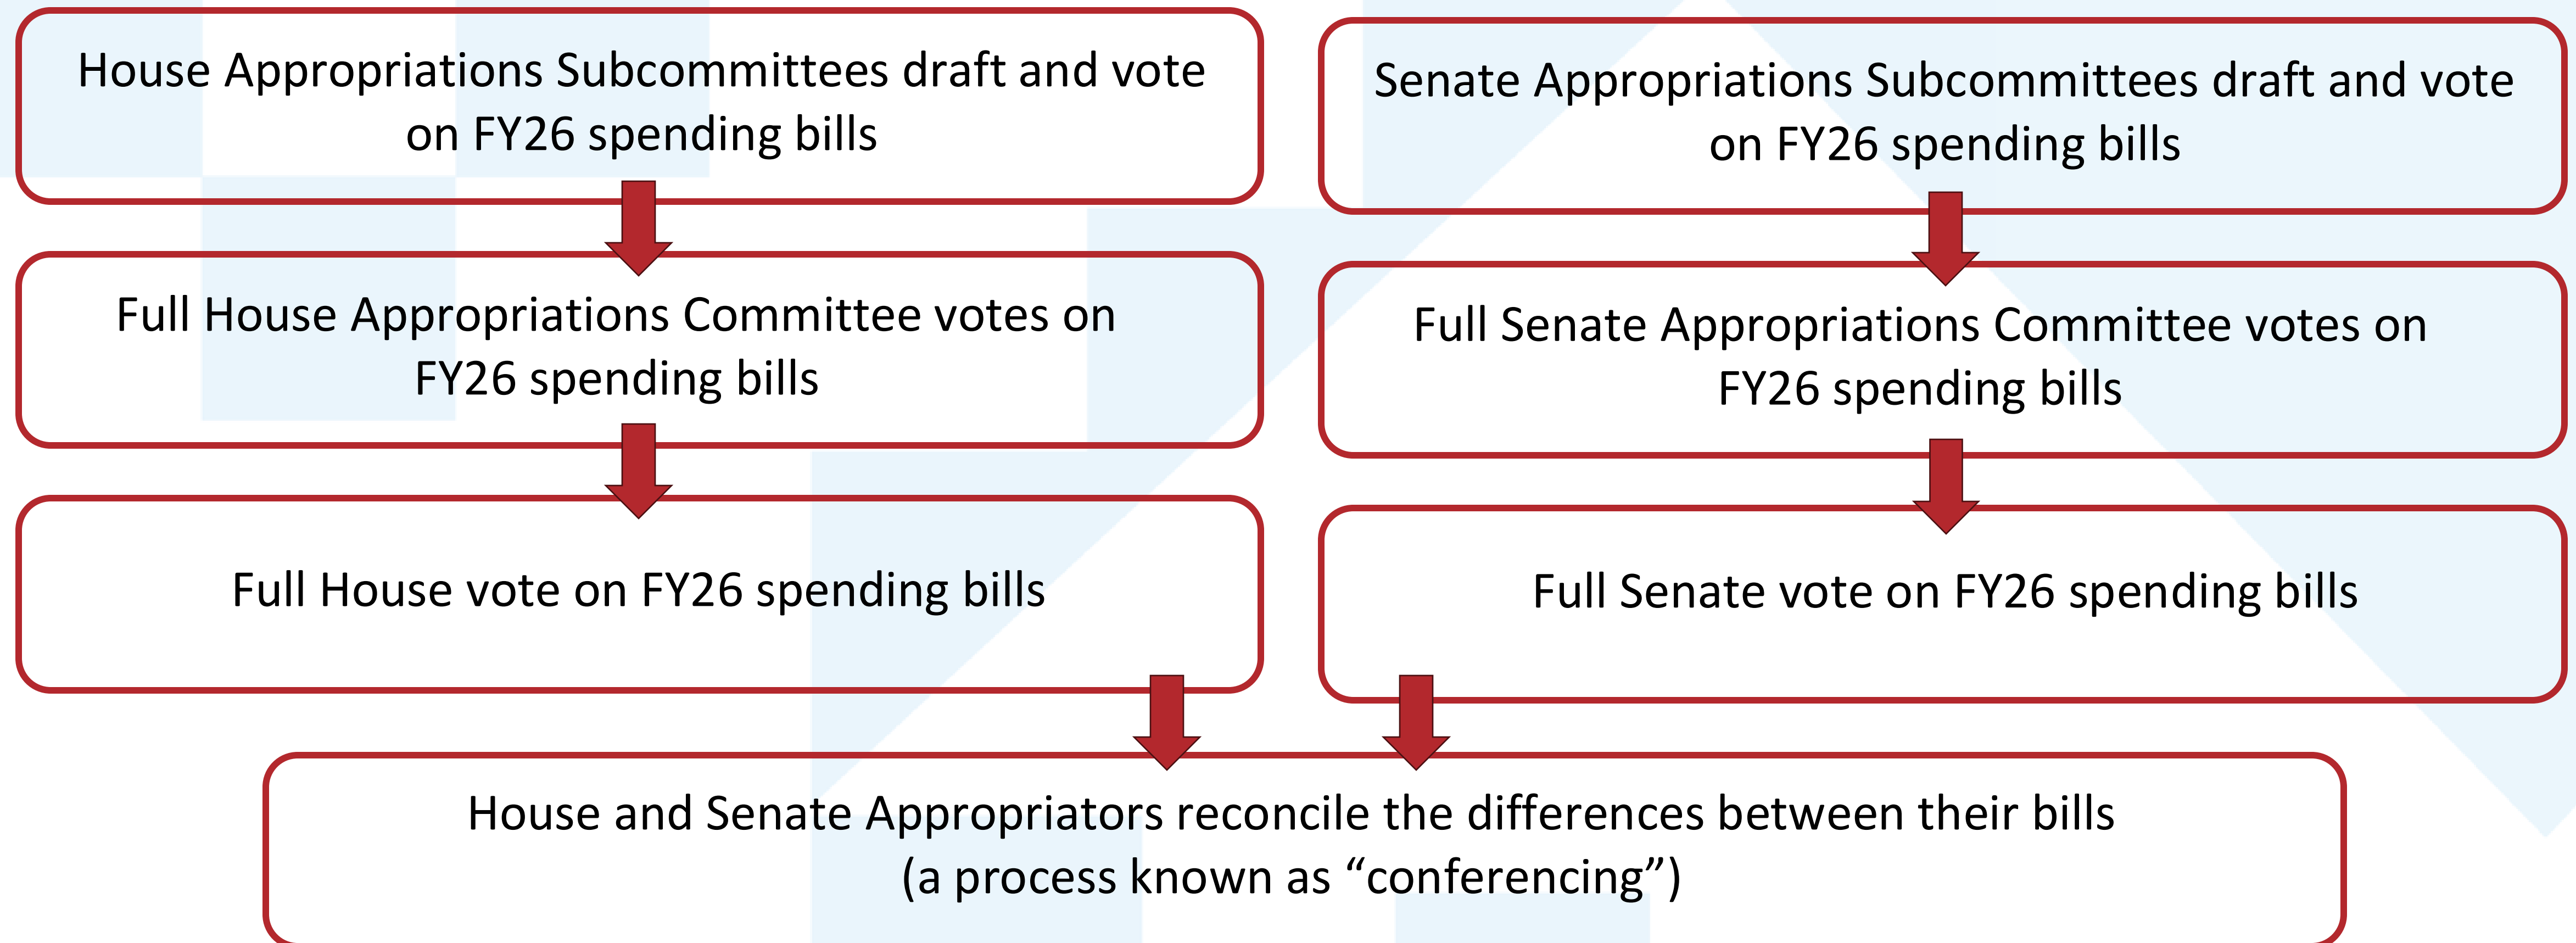 House Appropriations Subcommittees draft and vote
on FY26 spending bills
Senate Appropriations Subcommittees draft and vote
on FY26 spending bills
Full House Appropriations Committee votes on
FY26 spending bills
Full Senate Appropriations Committee votes on
FY26 spending bills
Full House vote on FY26 spending bills
Full Senate vote on FY26 spending bills
House and Senate Appropriators reconcile the differences between their bills
(a process known as “conferencing”)